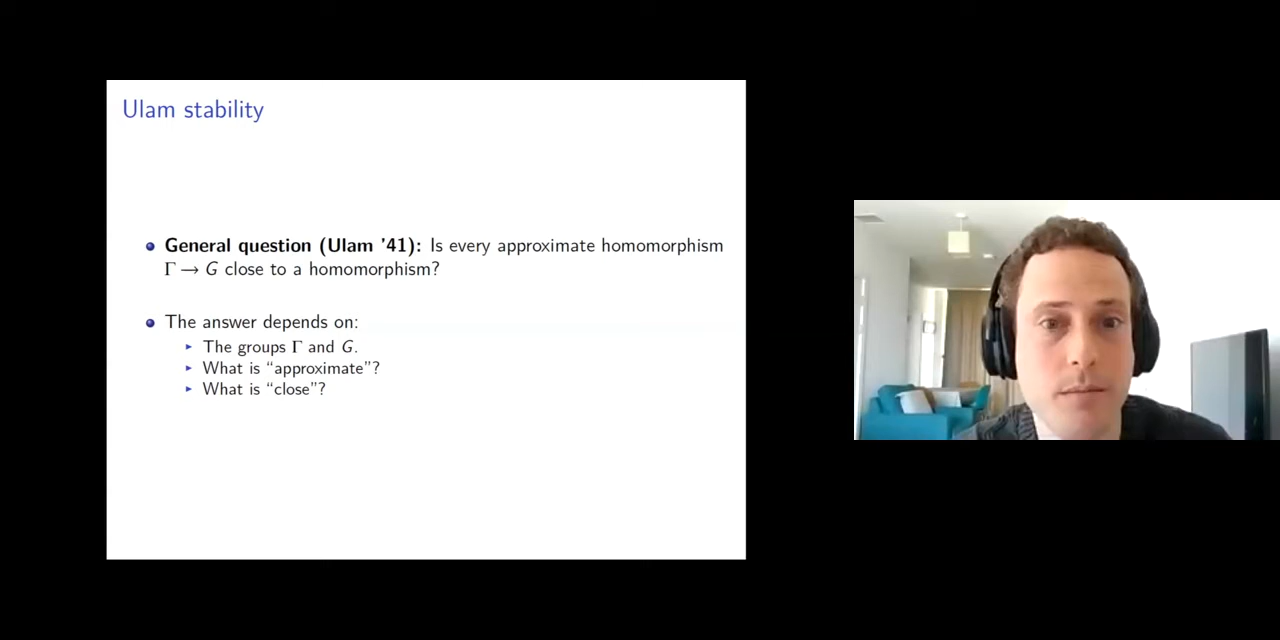 Ulam stability
General question (Ulam '41): Is every approximate homomorphism
Γ → G close to a homomorphism?
The answer depends on:
The groups Γ and G.
What is “approximate”?
What is “close”?